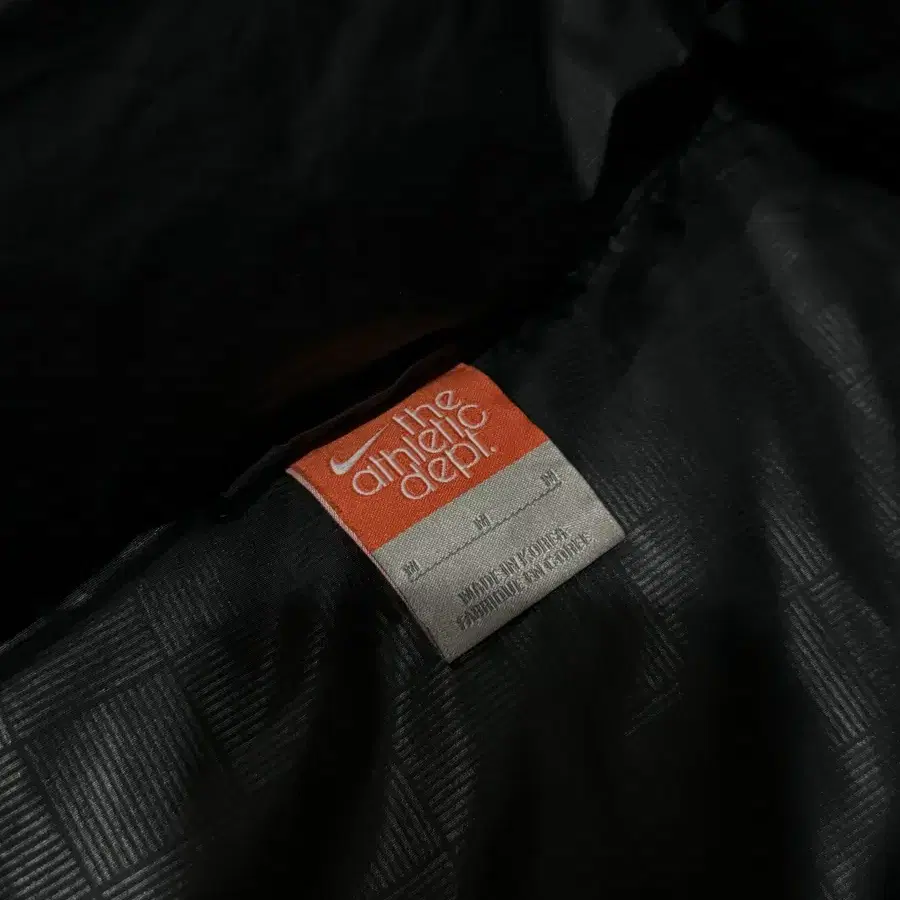 the
athletic
dept.
M M M
MADE IN KOREA
FABRIQUE EN COREE